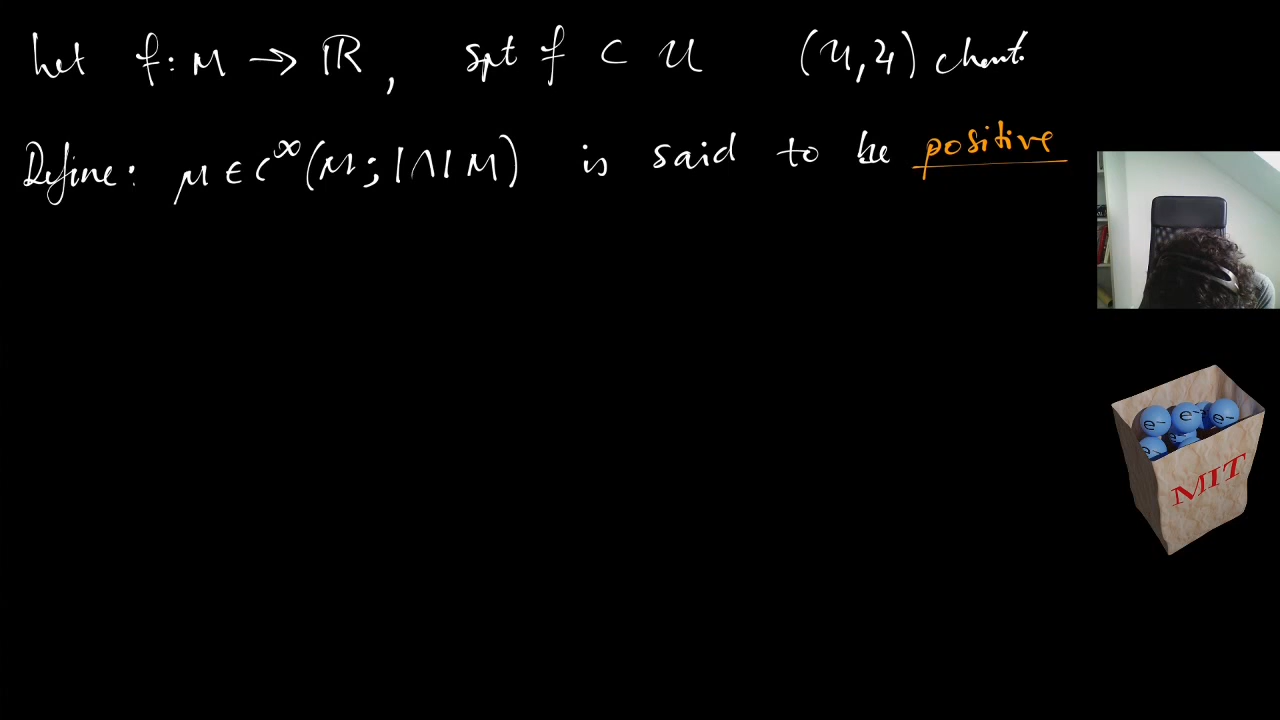 Let f: M → ℝ, spt f ⊂ U (U,φ) chart.
Define: μ ∈ C^∞(M; |Λ|M) is said to be positive
e⁻ e⁻ e⁻
e⁻
MIT